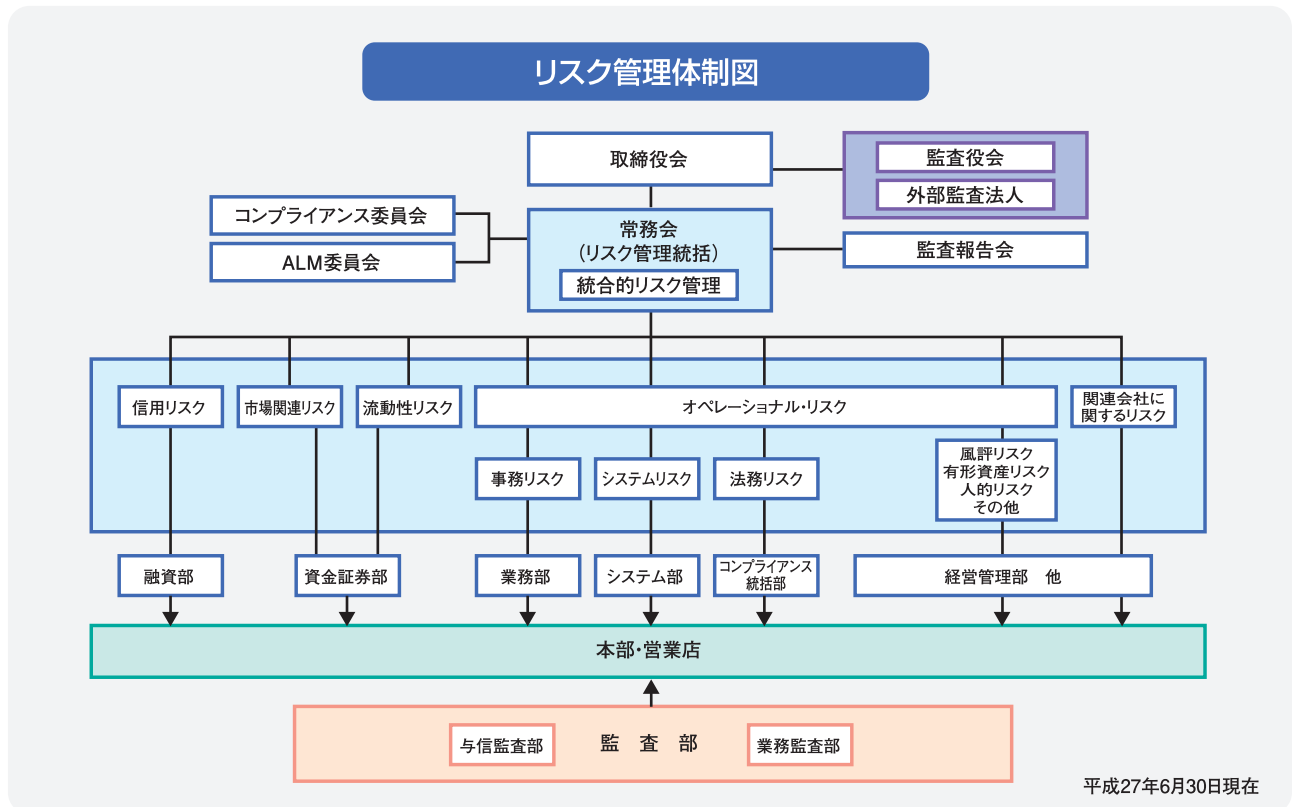 リスク管理体制図
取締役会
監査役会
外部監査法人
コンプライアンス委員会
ALM委員会
常務会
(リスク管理統括)
統合的リスク管理
監査報告会
信用リスク
市場関連リスク
流動性リスク
オペレーショナル・リスク
関連会社に
関するリスク
事務リスク
システムリスク
法務リスク
風評リスク
有形資産リスク
人的リスク
その他
融資部
資金証券部
業務部
システム部
コンプライアンス
統括部
経営管理部 他
本部・営業店
与信監査部
監 査 部
業務監査部
平成27年6月30日現在